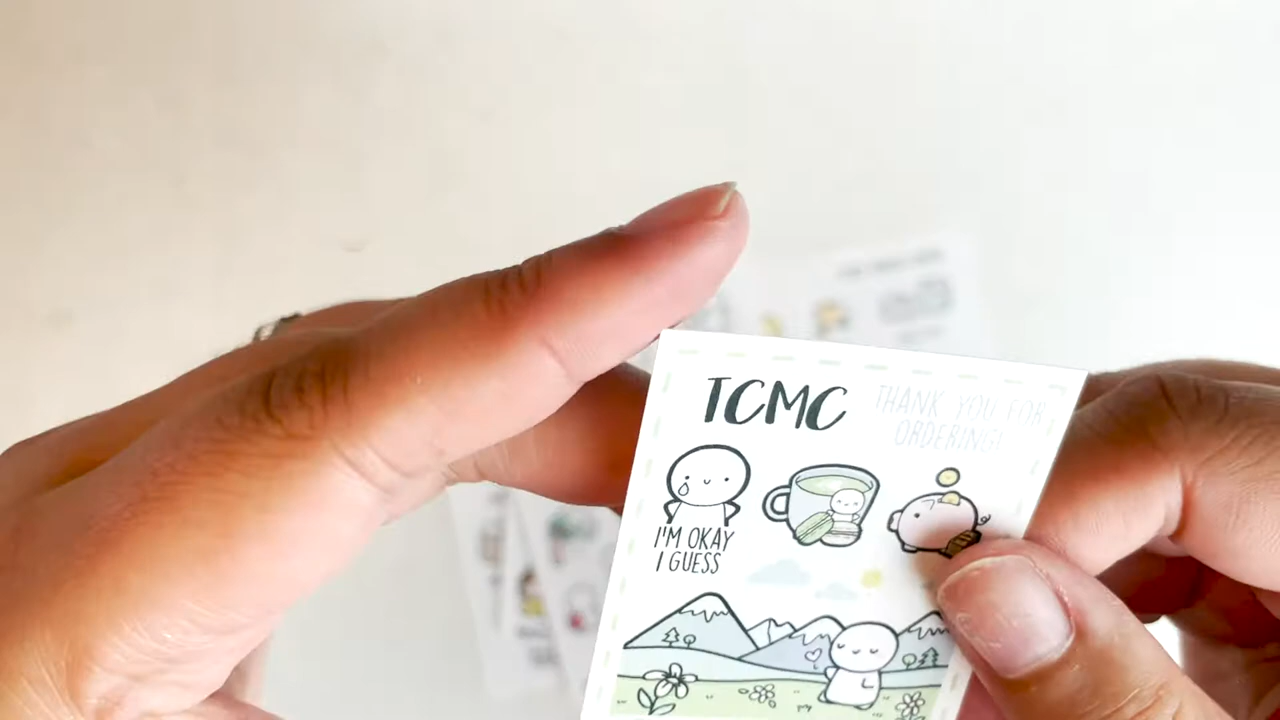 TCMC
THANK YOU FOR
ORDERING!
I'M OKAY
I GUESS